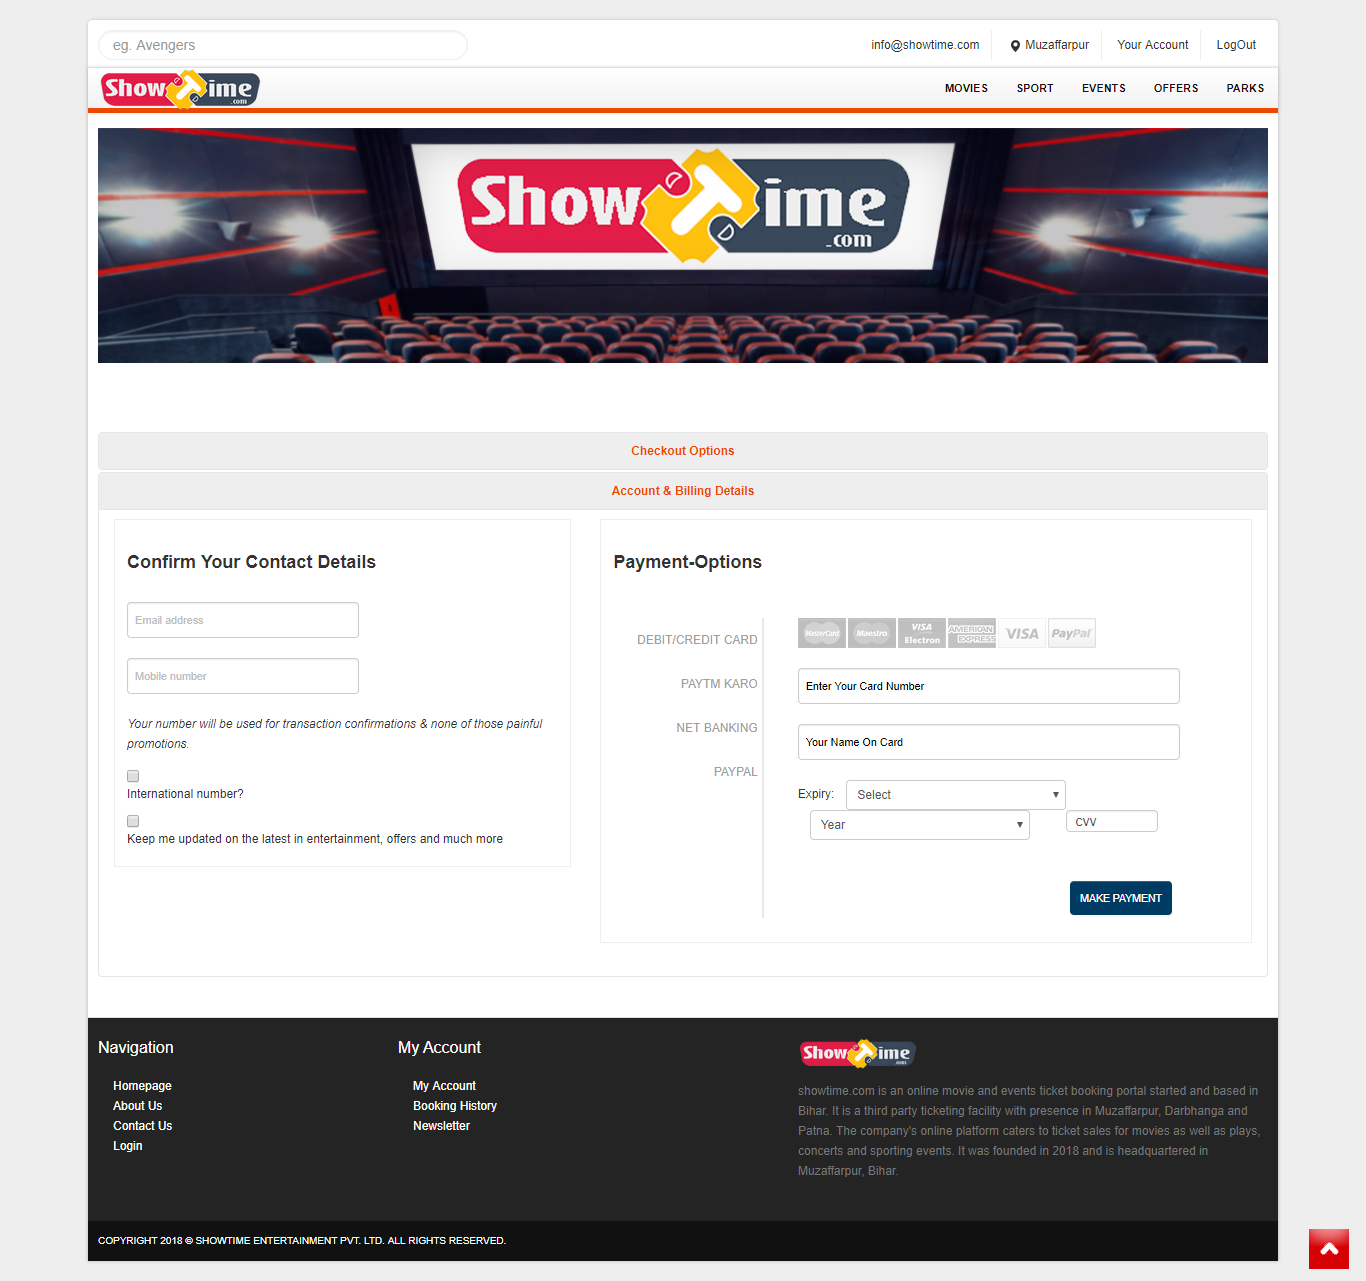 eg. Avengers
info@showtime.com
Muzaffarpur
Your Account
LogOut
ShowTime.com
MOVIES
SPORT
EVENTS
OFFERS
PARKS
ShowTime.com
Checkout Options
Account & Billing Details
Confirm Your Contact Details
Email address
Mobile number
Your number will be used for transaction confirmations & none of those painful
promotions.
International number?
Keep me updated on the latest in entertainment, offers and much more
Payment-Options
DEBIT/CREDIT CARD
PAYTM KARO
NET BANKING
PAYPAL
MasterCard
Maestro
VISA
Electron
AMERICAN
EXPRESS
VISA
PayPal
Enter Your Card Number
Your Name On Card
Expiry:
Select
Year
CVV
MAKE PAYMENT
Navigation
Homepage
About Us
Contact Us
Login
My Account
My Account
Booking History
Newsletter
ShowTime.com
showtime.com is an online movie and events ticket booking portal started and based in
Bihar. It is a third party ticketing facility with presence in Muzaffarpur, Darbhanga and
Patna. The company's online platform caters to ticket sales for movies as well as plays,
concerts and sporting events. It was founded in 2018 and is headquartered in
Muzaffarpur, Bihar.
COPYRIGHT 2018 © SHOWTIME ENTERTAINMENT PVT. LTD. ALL RIGHTS RESERVED.